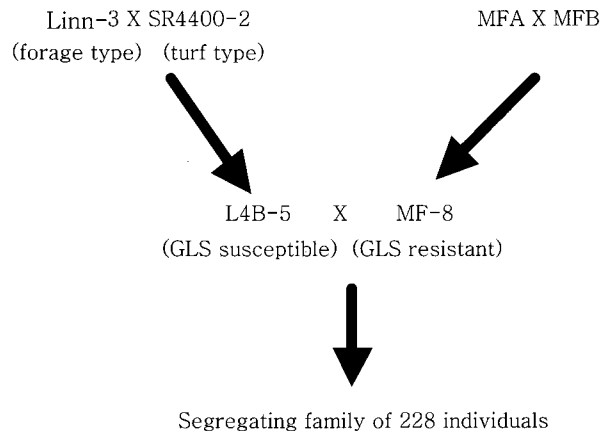 Linn-3 X SR4400-2
(forage type) (turf type)
MFA X MFB
L4B-5 X MF-8
(GLS susceptible) (GLS resistant)
Segregating family of 228 individuals